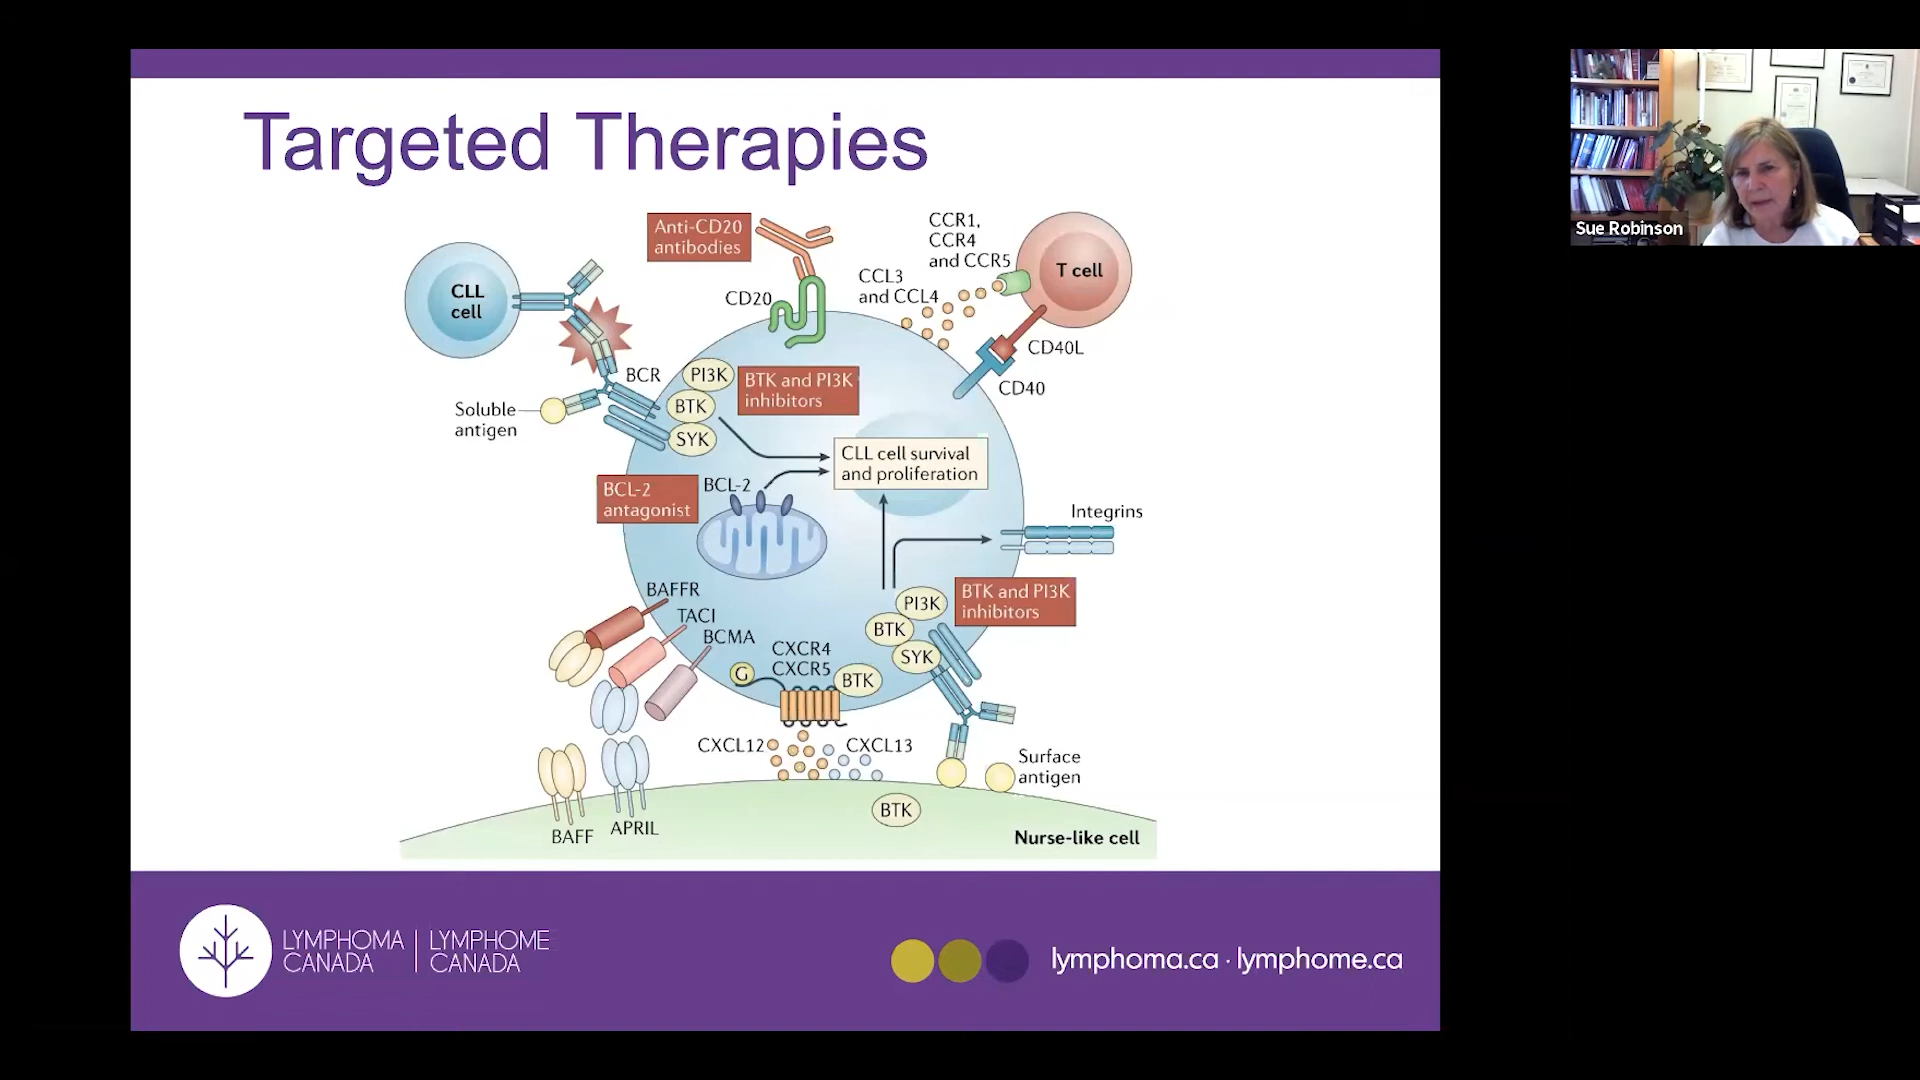 Targeted Therapies
Anti-CD20
antibodies
CCR1,
CCR4
and CCR5
T cell
CLL
cell
CD20
CCL3
and CCL4
CD40L
CD40
BCR
PI3K
BTK
SYK
BTK and PI3K
inhibitors
Soluble
antigen
CLL cell survival
and proliferation
BCL-2
antagonist
BCL-2
Integrins
BAFFR
TACI
BCMA
PI3K
BTK
SYK
BTK and PI3K
inhibitors
G
CXCR4
CXCR5
BTK
CXCL12
CXCL13
Surface
antigen
BAFF
APRIL
BTK
Nurse-like cell
LYMPHOMA
CANADA
LYMPHOME
CANADA
lymphoma.ca · lymphome.ca
Sue Robinson